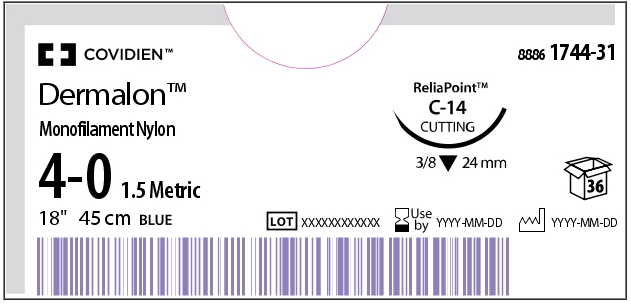 COVIDIEN™
8886 1744-31
Dermalon™
Monofilament Nylon
4-0 1.5 Metric
18" 45 cm BLUE
ReliaPoint™
C-14
CUTTING
3/8 24 mm
36
LOT XXXXXXXXXXXX
Use by YYYY-MM-DD
YYYY-MM-DD